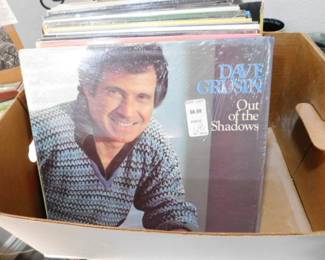 DAVE
GRUSIN
Out
of the
Shadows